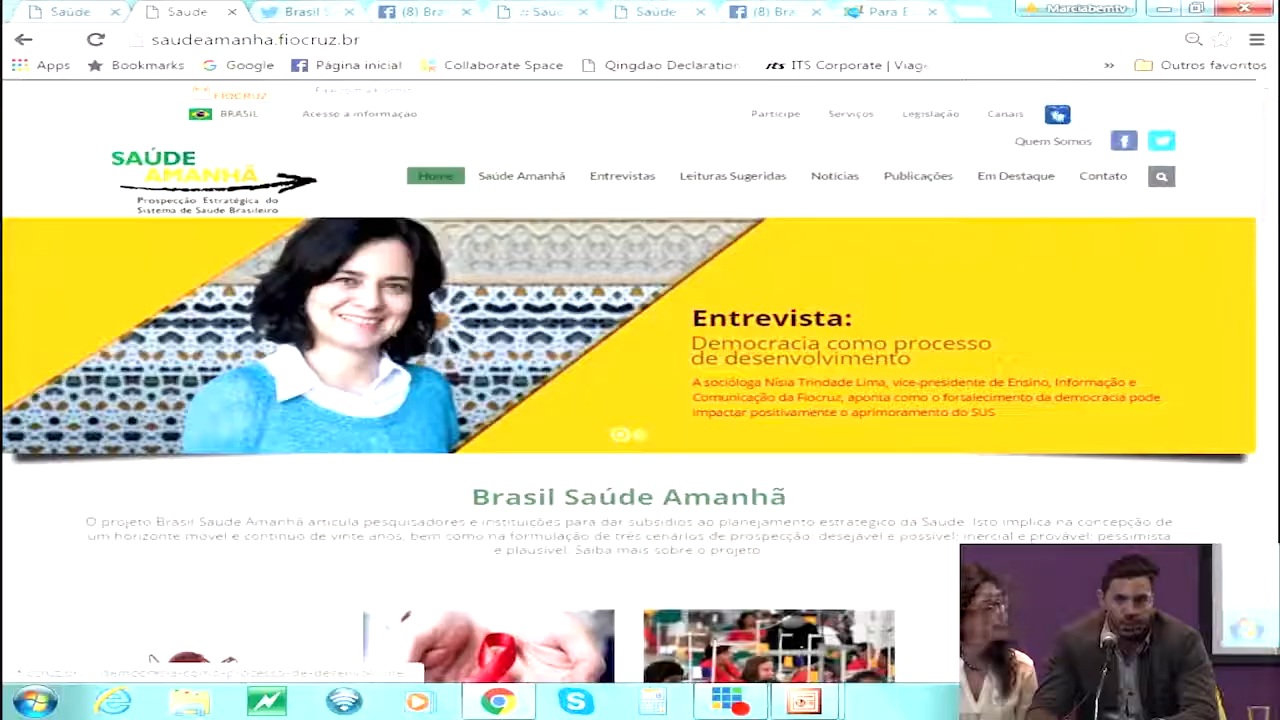 Saúde
Saúde
Brasil S
(8) Bra
.:: Saúd
Saúde
(8) Bra
Para E
Marciabemtv
saudeamanha.fiocruz.br
Apps
Bookmarks
Google
Página inicial
Collaborate Space
Qingdao Declaration
its ITS Corporate | Viage
»
Outros favoritos
FIOCRUZ
BRASIL
Acesso à informação
Participe
Serviços
Legislação
Canais
Quem Somos
SAÚDE
AMANHÃ
Prospecção Estratégica do
Sistema de Saúde Brasileiro
Home
Saúde Amanhã
Entrevistas
Leituras Sugeridas
Notícias
Publicações
Em Destaque
Contato
Entrevista:
Democracia como processo
de desenvolvimento
A socióloga Nísia Trindade Lima, vice-presidente de Ensino, Informação e
Comunicação da Fiocruz, aponta como o fortalecimento da democracia pode
impactar positivamente o aprimoramento do SUS
Brasil Saúde Amanhã
O projeto Brasil Saúde Amanhã articula pesquisadores e instituições para dar subsídios ao planejamento estratégico da Saúde. Isto implica na concepção de
um horizonte móvel e contínuo de vinte anos, bem como na formulação de três cenários de prospecção: desejável e possível; inercial e provável; pessimista
e plausível. Saiba mais sobre o projeto.